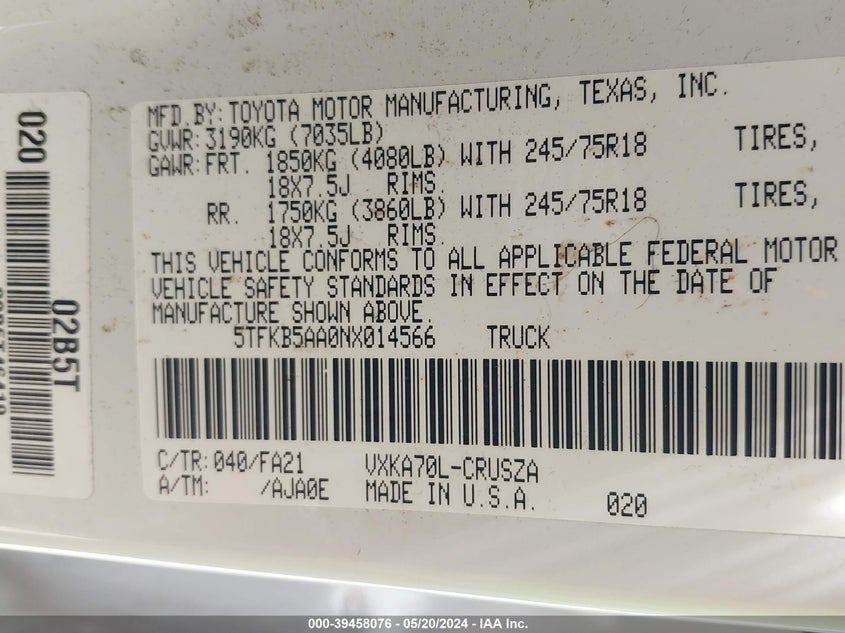 MFD.BY: TOYOTA MOTOR MANUFACTURING, TEXAS, INC.
GVWR: 3190KG (7035LB)
GAWR: FRT. 1850KG (4080LB) WITH 245/75R18 TIRES,
18X7.5J RIMS.
RR. 1750KG (3860LB) WITH 245/75R18 TIRES,
18X7.5J RIMS.
THIS VEHICLE CONFORMS TO ALL APPLICABLE FEDERAL MOTOR
VEHICLE SAFETY STANDARDS IN EFFECT ON THE DATE OF
MANUFACTURE SHOWN ABOVE.
5TFKB5AA0NX014566 TRUCK
C/TR: 040/FA21 VXKA70L-CRUSZA
A/TM: /AJA0E MADE IN U.S.A. 020
020
02B5T
000-39458076 - 05/20/2024 - IAA Inc.